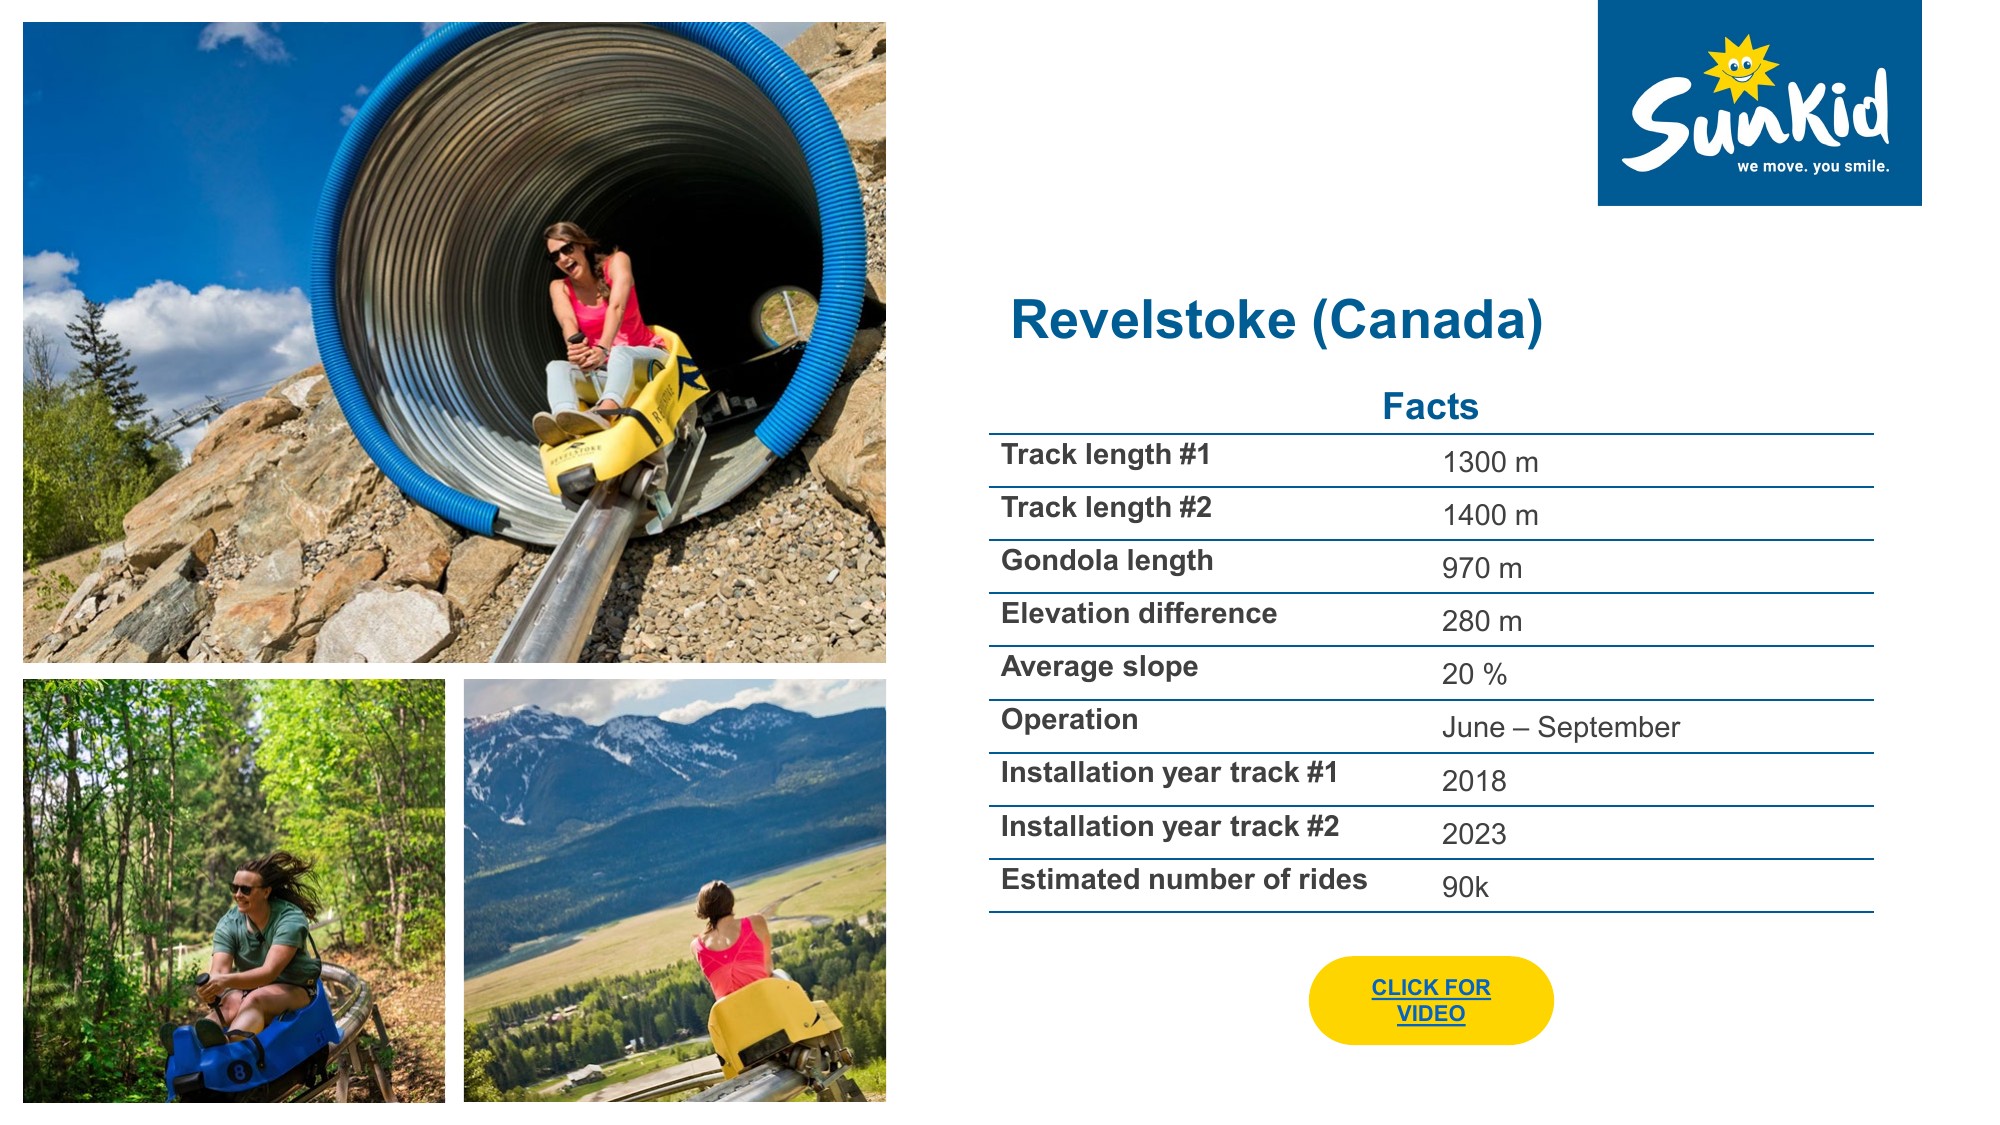 SunKid
we move. you smile.
Revelstoke (Canada)
Facts
Track length #1 1300 m
Track length #2 1400 m
Gondola length 970 m
Elevation difference 280 m
Average slope 20 %
Operation June – September
Installation year track #1 2018
Installation year track #2 2023
Estimated number of rides 90k
CLICK FOR
VIDEO
REVELSTOKE
8